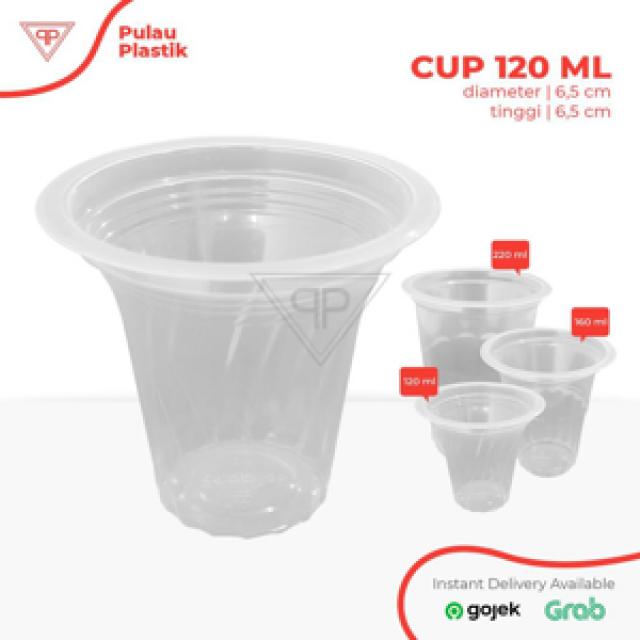 Pulau
Plastik
CUP 120 ML
diameter | 6,5 cm
tinggi | 6,5 cm
220 ml
160 ml
120 ml
Instant Delivery Available
gojek
Grab